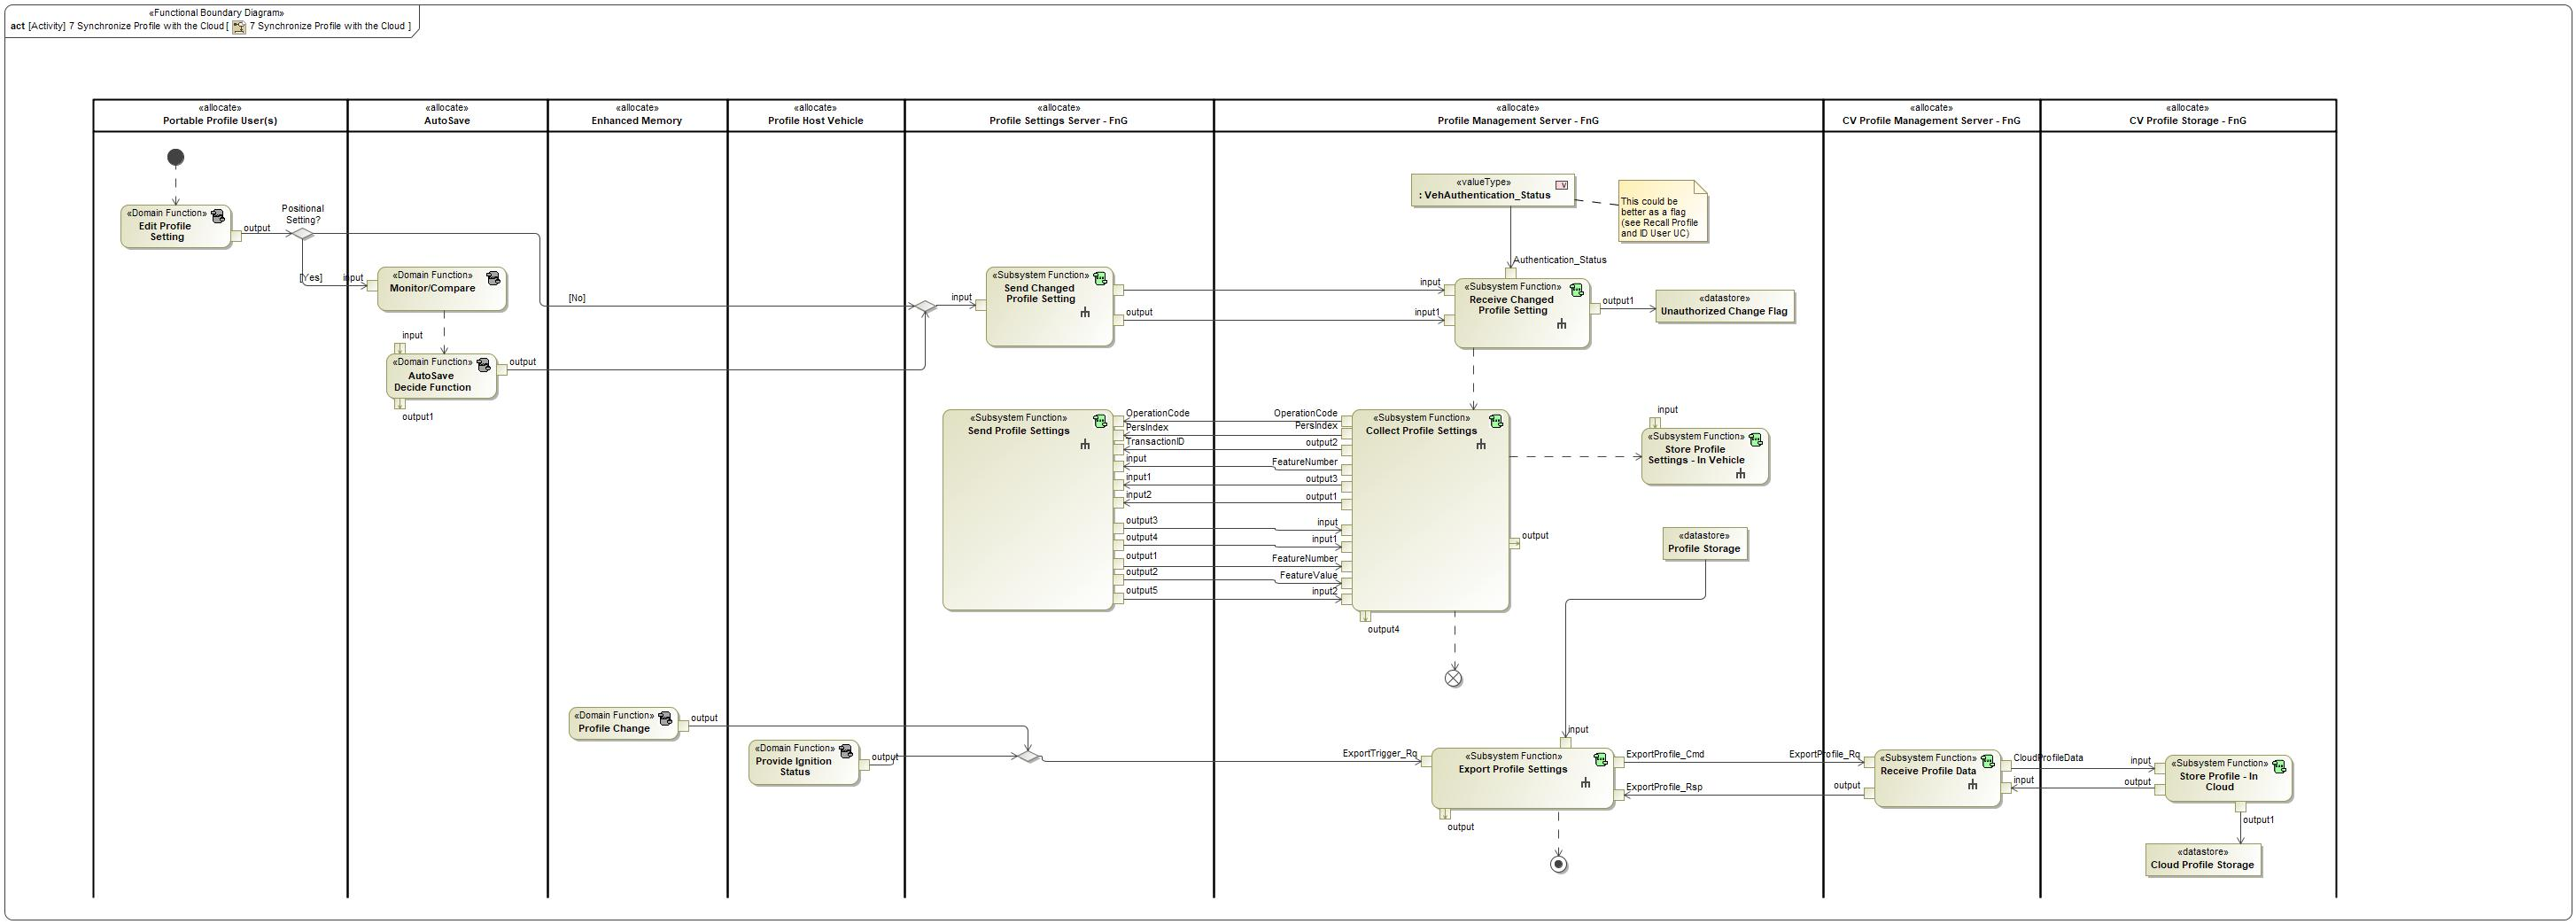 «Functional Boundary Diagram»
act [Activity] 7 Synchronize Profile with the Cloud [ 7 Synchronize Profile with the Cloud ]
«allocate»
Portable Profile User(s)
«allocate»
AutoSave
«allocate»
Enhanced Memory
«allocate»
Profile Host Vehicle
«allocate»
Profile Settings Server - FnG
«allocate»
Profile Management Server - FnG
«allocate»
CV Profile Management Server - FnG
«allocate»
CV Profile Storage - FnG
«Domain Function»
Edit Profile
Setting
output
Positional
Setting?
[Yes]
input
«Domain Function»
Monitor/Compare
input
«Domain Function»
AutoSave
Decide Function
output
output1
[No]
input
«Subsystem Function»
Send Changed
Profile Setting
output
«valueType»
: VehAuthentication_Status
V
This could be
better as a flag
(see Recall Profile
and ID User UC)
Authentication_Status
input
input1
«Subsystem Function»
Receive Changed
Profile Setting
output1
«datastore»
Unauthorized Change Flag
«Subsystem Function»
Send Profile Settings
OperationCode
PersIndex
TransactionID
input
input1
input2
output3
output4
output1
output2
output5
OperationCode
PersIndex
output2
FeatureNumber
output3
output1
input
input1
FeatureNumber
FeatureValue
input2
«Subsystem Function»
Collect Profile Settings
output
output4
input
«Subsystem Function»
Store Profile
Settings - In Vehicle
«datastore»
Profile Storage
«Domain Function»
Profile Change
output
«Domain Function»
Provide Ignition
Status
output
ExportTrigger_Rq
input
«Subsystem Function»
Export Profile Settings
output
ExportProfile_Cmd
ExportProfile_Rsp
ExportProfile_Rq
output
«Subsystem Function»
Receive Profile Data
CloudProfileData
input
input
output
«Subsystem Function»
Store Profile - In
Cloud
output1
«datastore»
Cloud Profile Storage